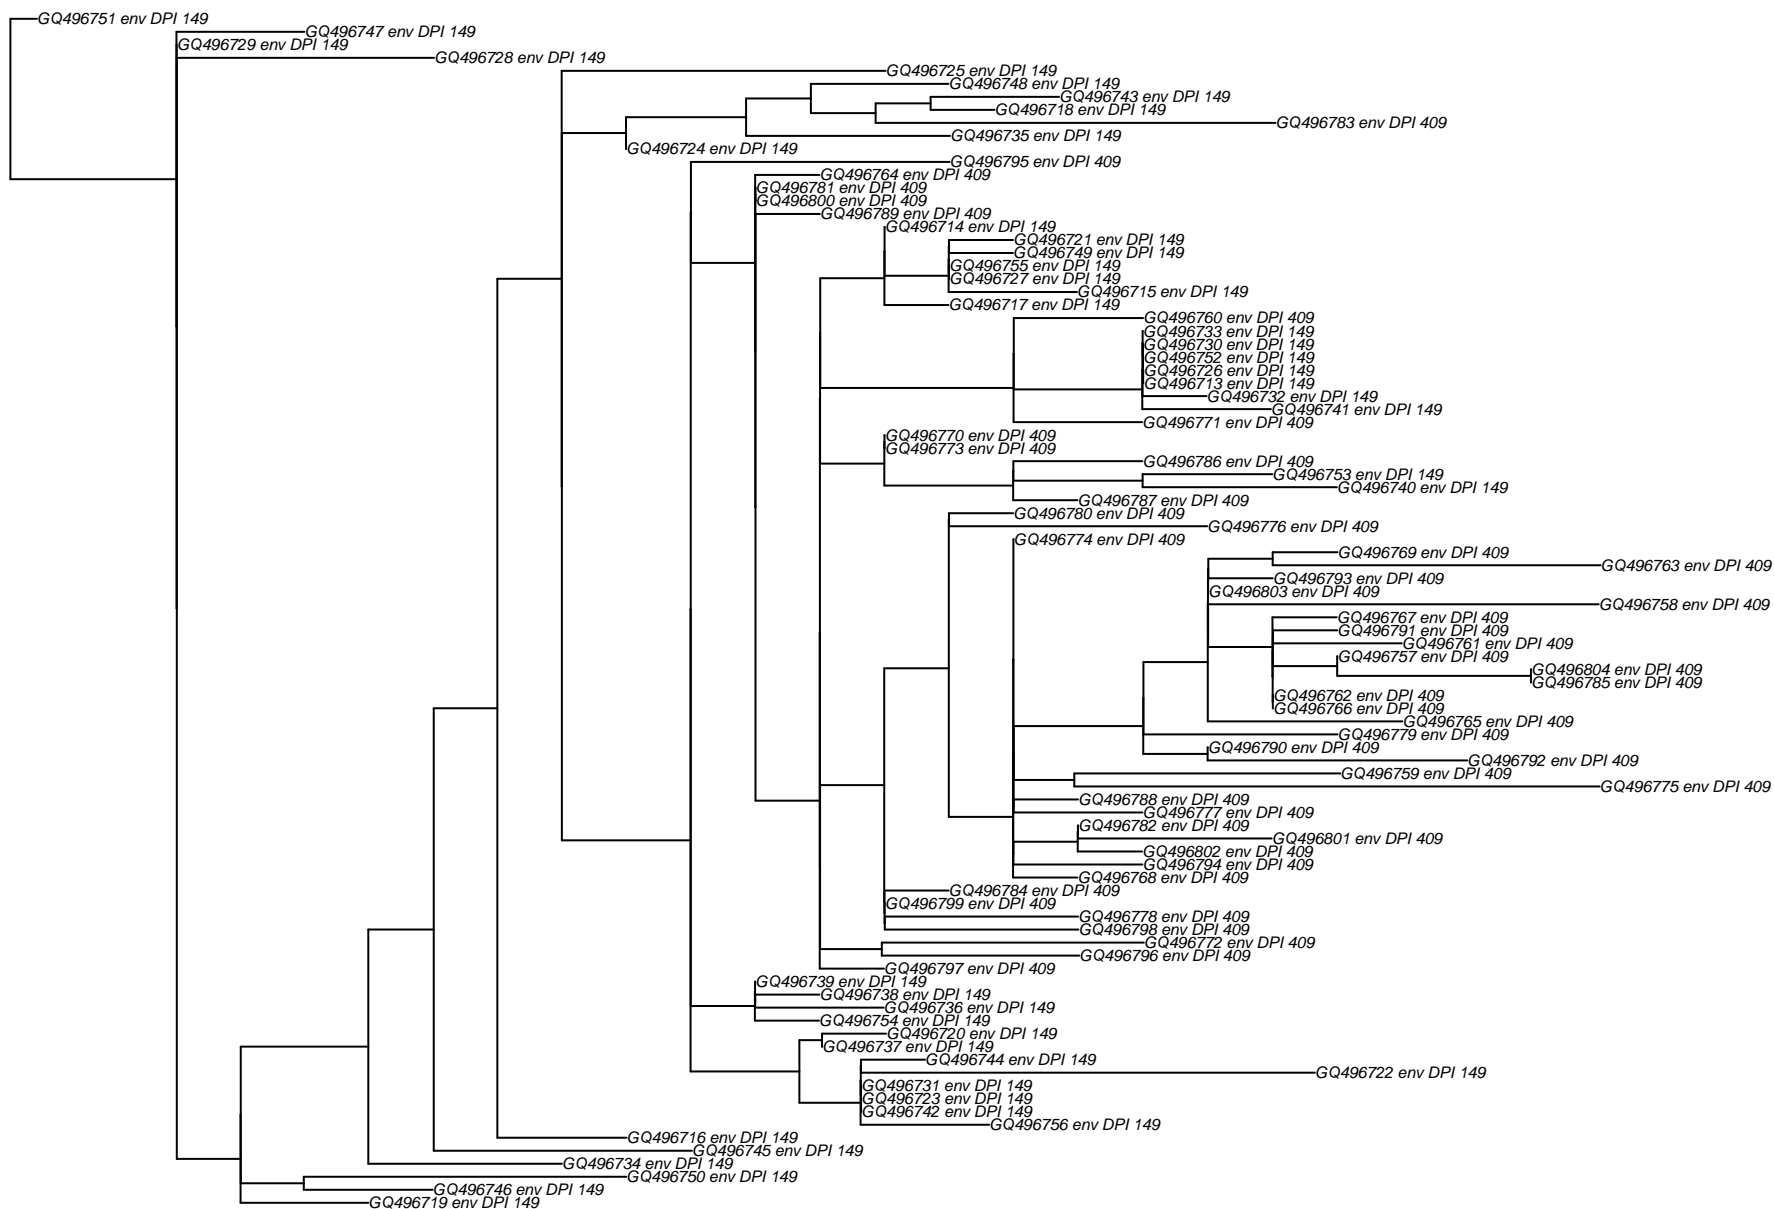 GQ496751 env DPI 149
GQ496747 env DPI 149
GQ496729 env DPI 149
GQ496728 env DPI 149
GQ496725 env DPI 149
GQ496748 env DPI 149
GQ496743 env DPI 149
GQ496718 env DPI 149
GQ496783 env DPI 409
GQ496735 env DPI 149
GQ496724 env DPI 149
GQ496795 env DPI 409
GQ496764 env DPI 409
GQ496781 env DPI 409
GQ496800 env DPI 409
GQ496789 env DPI 409
GQ496714 env DPI 149
GQ496721 env DPI 149
GQ496749 env DPI 149
GQ496755 env DPI 149
GQ496727 env DPI 149
GQ496715 env DPI 149
GQ496717 env DPI 149
GQ496760 env DPI 409
GQ496733 env DPI 149
GQ496730 env DPI 149
GQ496752 env DPI 149
GQ496726 env DPI 149
GQ496713 env DPI 149
GQ496732 env DPI 149
GQ496741 env DPI 149
GQ496771 env DPI 409
GQ496770 env DPI 409
GQ496773 env DPI 409
GQ496786 env DPI 409
GQ496753 env DPI 149
GQ496740 env DPI 149
GQ496787 env DPI 409
GQ496780 env DPI 409
GQ496776 env DPI 409
GQ496774 env DPI 409
GQ496769 env DPI 409
GQ496763 env DPI 409
GQ496793 env DPI 409
GQ496803 env DPI 409
GQ496758 env DPI 409
GQ496767 env DPI 409
GQ496791 env DPI 409
GQ496761 env DPI 409
GQ496757 env DPI 409
GQ496804 env DPI 409
GQ496785 env DPI 409
GQ496762 env DPI 409
GQ496766 env DPI 409
GQ496765 env DPI 409
GQ496779 env DPI 409
GQ496790 env DPI 409
GQ496792 env DPI 409
GQ496759 env DPI 409
GQ496775 env DPI 409
GQ496788 env DPI 409
GQ496777 env DPI 409
GQ496782 env DPI 409
GQ496801 env DPI 409
GQ496802 env DPI 409
GQ496794 env DPI 409
GQ496768 env DPI 409
GQ496784 env DPI 409
GQ496799 env DPI 409
GQ496778 env DPI 409
GQ496798 env DPI 409
GQ496772 env DPI 409
GQ496796 env DPI 409
GQ496797 env DPI 409
GQ496739 env DPI 149
GQ496738 env DPI 149
GQ496736 env DPI 149
GQ496754 env DPI 149
GQ496720 env DPI 149
GQ496737 env DPI 149
GQ496744 env DPI 149
GQ496722 env DPI 149
GQ496731 env DPI 149
GQ496723 env DPI 149
GQ496742 env DPI 149
GQ496756 env DPI 149
GQ496716 env DPI 149
GQ496745 env DPI 149
GQ496734 env DPI 149
GQ496750 env DPI 149
GQ496746 env DPI 149
GQ496719 env DPI 149